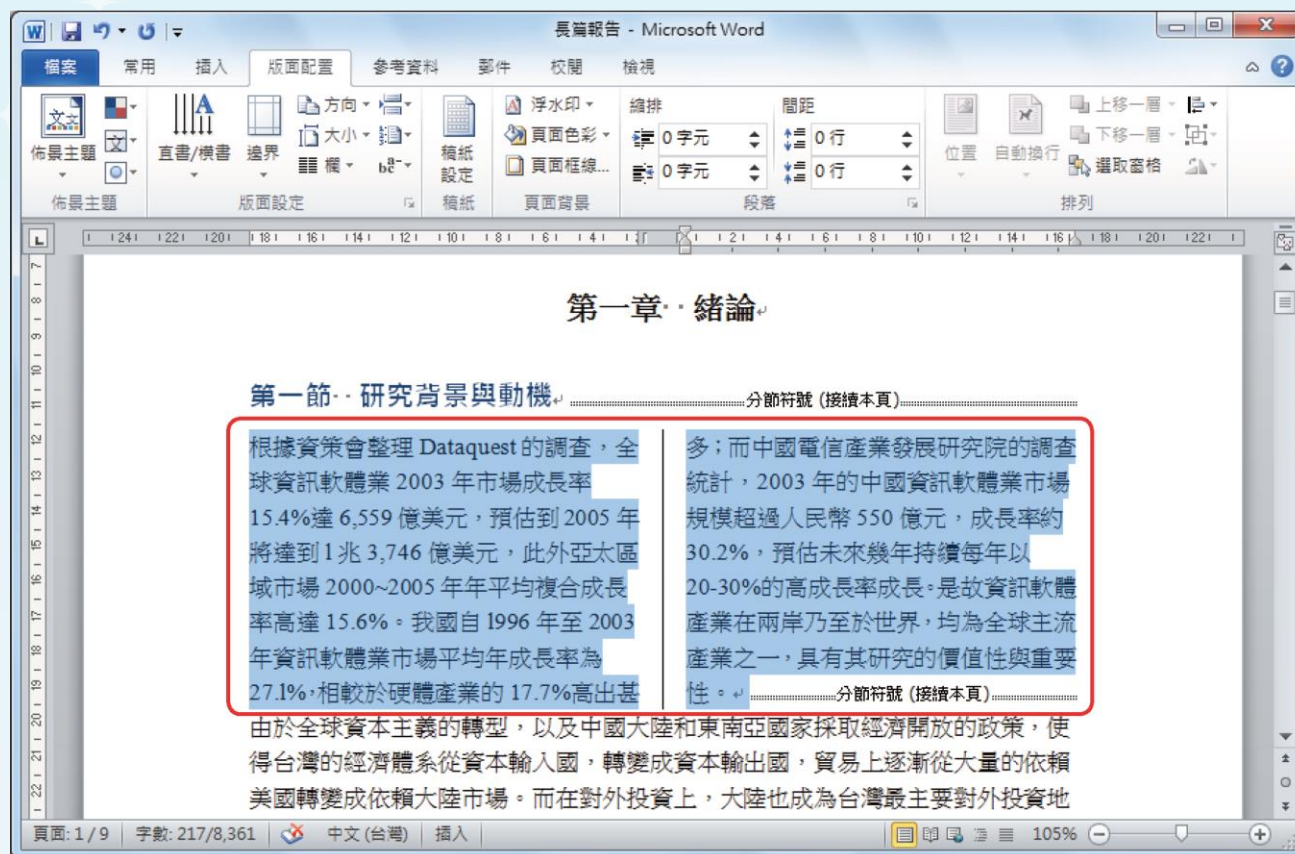 長篇報告 - Microsoft Word
檔案 常用 插入 版面配置 參考資料 郵件 校閱 檢視
文文
佈景主題
文
直書/橫書
邊界
方向
大小
欄
稿紙
設定
浮水印
頁面色彩
頁面框線...
縮排
0 字元
0 字元
間距
0 行
0 行
位置
自動換行
上移一層
下移一層
選取窗格
佈景主題 版面設定 稿紙 頁面背景 段落 排列
第一章‧‧緒論
第一節‧‧研究背景與動機 分節符號 (接續本頁)
根據資策會整理 Dataquest 的調查，全
球資訊軟體業 2003 年市場成長率
15.4%達 6,559 億美元，預估到 2005 年
將達到 1 兆 3,746 億美元，此外亞太區
域市場 2000~2005 年年平均複合成長
率高達 15.6%。我國自 1996 年至 2003
年資訊軟體業市場平均年成長率為
27.1%，相較於硬體產業的 17.7%高出甚
多；而中國電信產業發展研究院的調查
統計，2003 年的中國資訊軟體業市場
規模超過人民幣 550 億元，成長率約
30.2%，預估未來幾年持續每年以
20-30%的高成長率成長。是故資訊軟體
產業在兩岸乃至於世界，均為全球主流
產業之一，具有其研究的價值性與重要
性。 分節符號 (接續本頁)
由於全球資本主義的轉型，以及中國大陸和東南亞國家採取經濟開放的政策，使
得台灣的經濟體系從資本輸入國，轉變成資本輸出國，貿易上逐漸從大量的依賴
美國轉變成依賴大陸市場。而在對外投資上，大陸也成為台灣最主要對外投資地
頁面: 1 / 9 字數: 217/8,361 中文 (台灣) 插入 105%